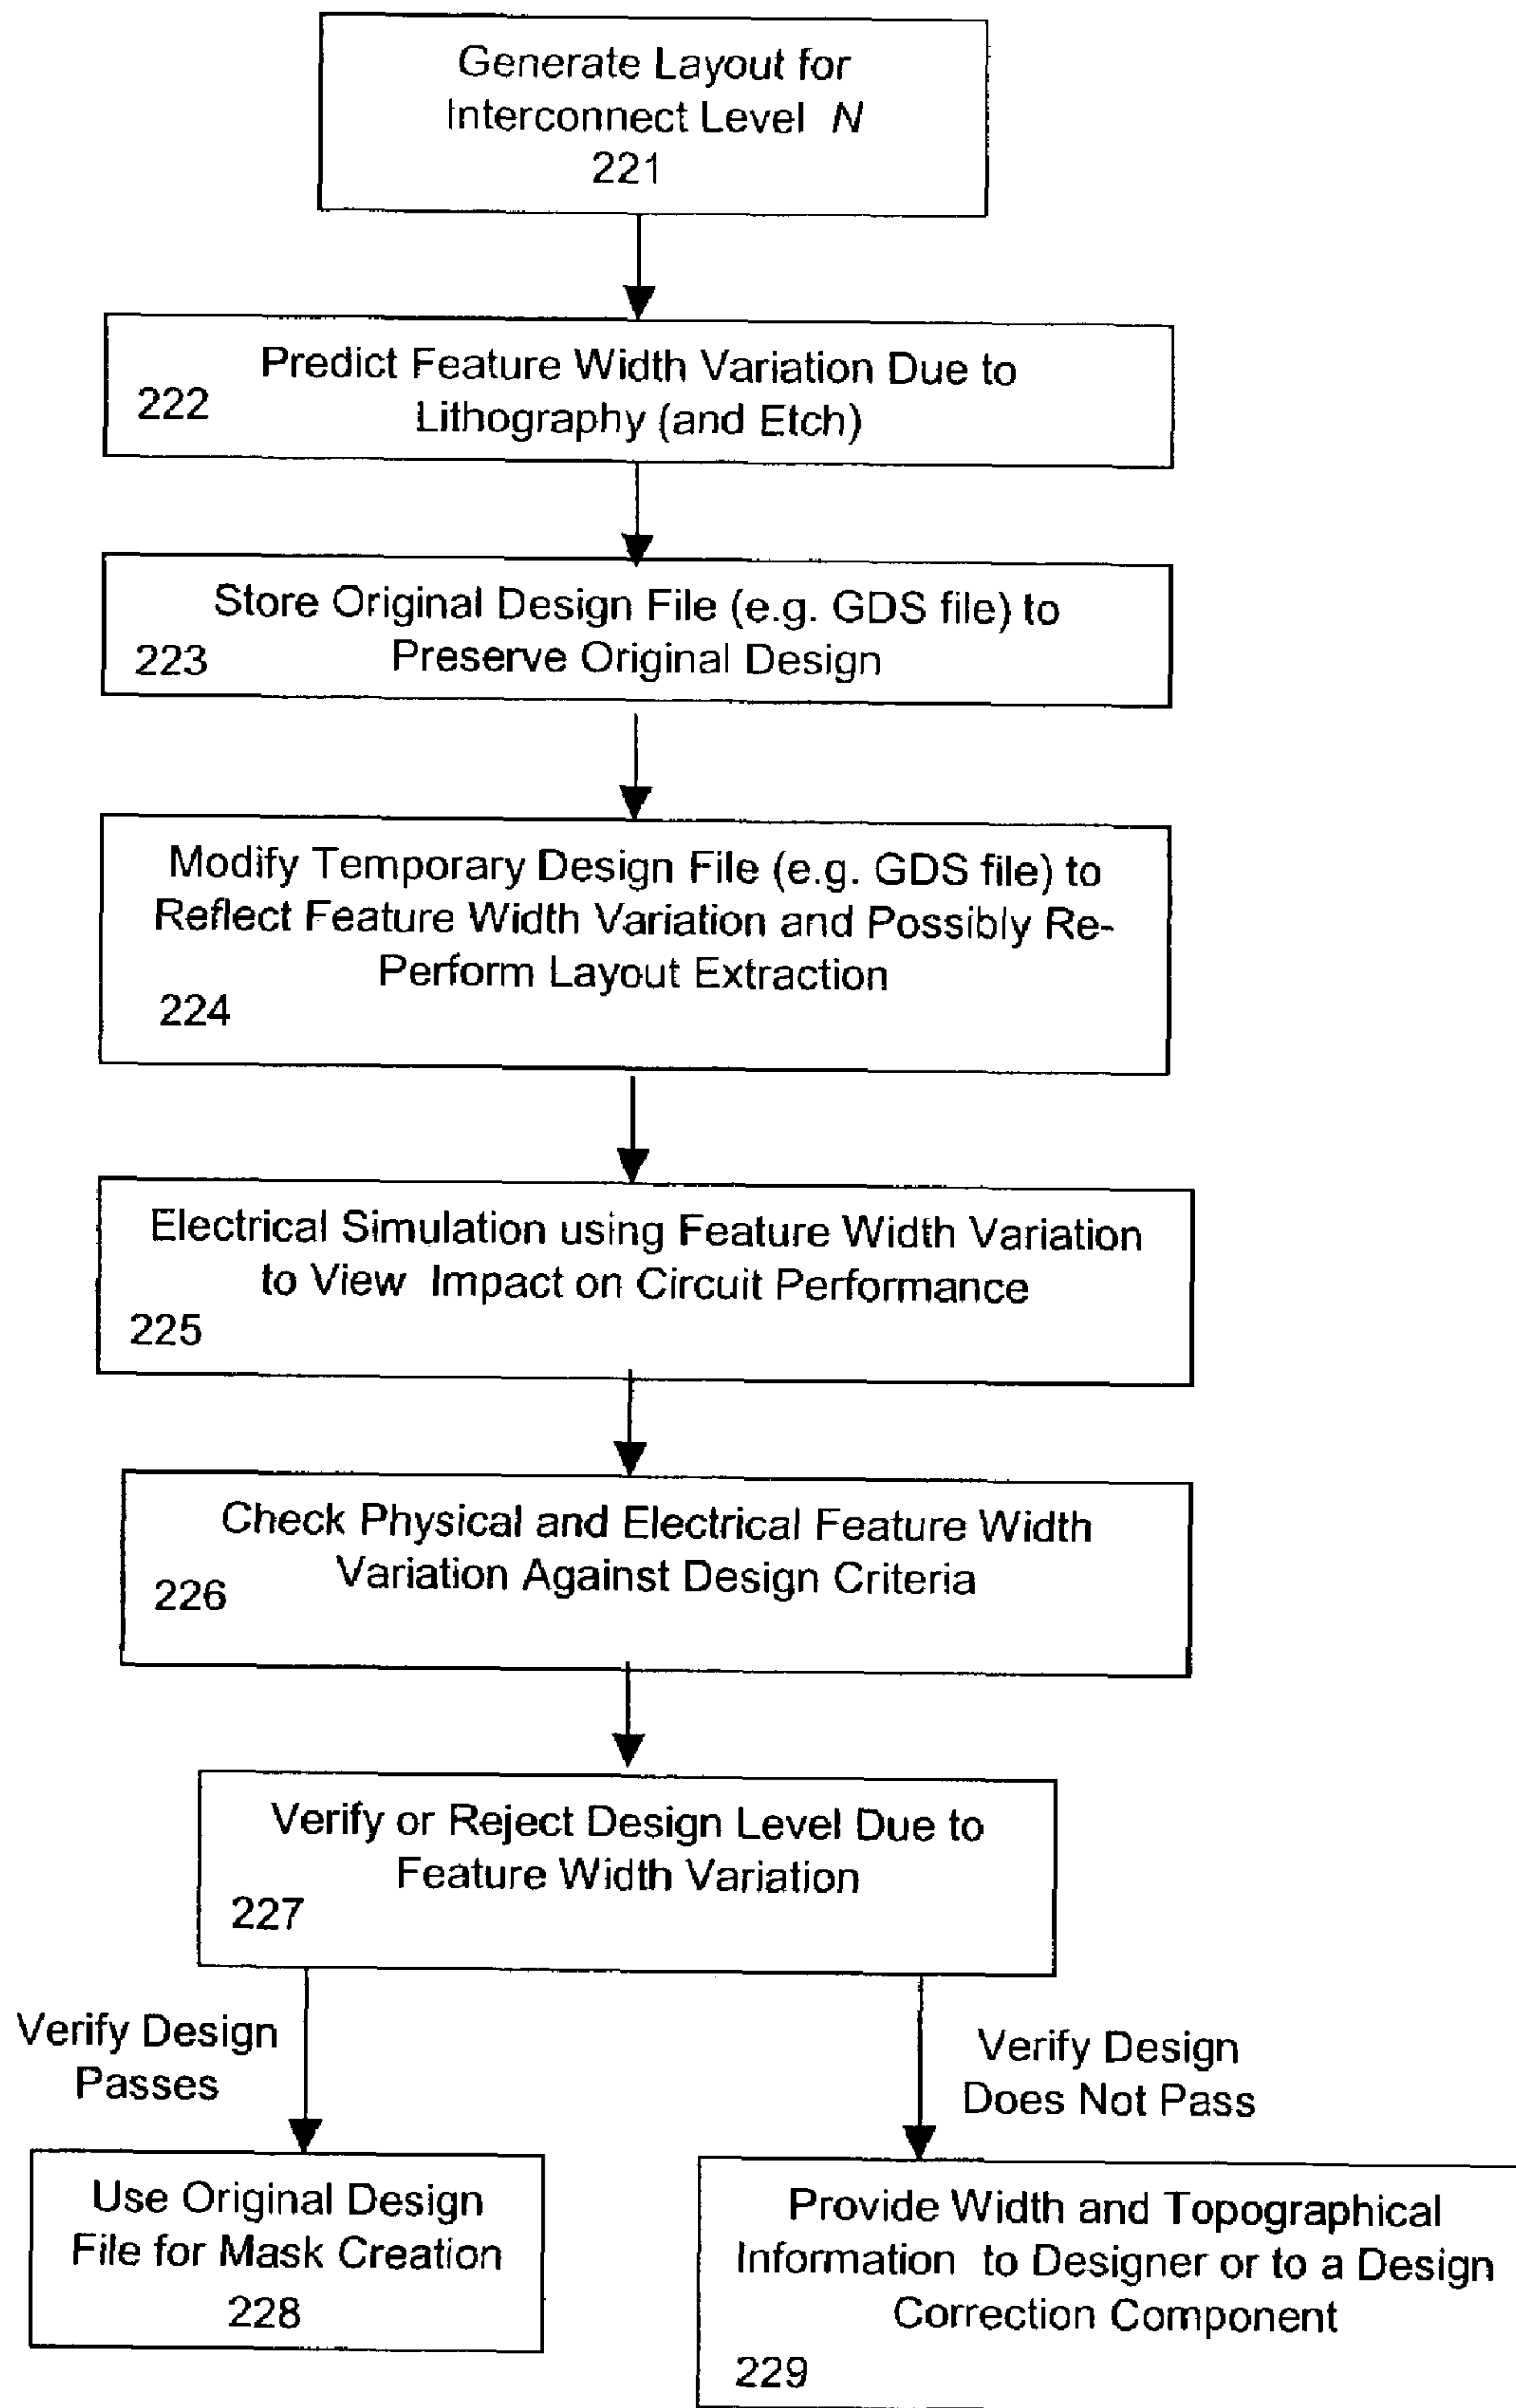 Generate Layout for
Interconnect Level N
221
Predict Feature Width Variation Due to
222
Lithography (and Etch)
Store Original Design File (e.g. GDS file) to
223
Preserve Original Design
Modify Temporary Design File (e.g. GDS file) to
Reflect Feature Width Variation and Possibly Re-
Perform Layout Extraction
224
Electrical Simulation using Feature Width Variation
to View Impact on Circuit Performance
225
Check Physical and Electrical Feature Width
Variation Against Design Criteria
226
Verify or Reject Design Level Due to
Feature Width Variation
227
Verify Design
Passes
Verify Design
Does Not Pass
Use Original Design
File for Mask Creation
228
Provide Width and Topographical
Information to Designer or to a Design
Correction Component
229